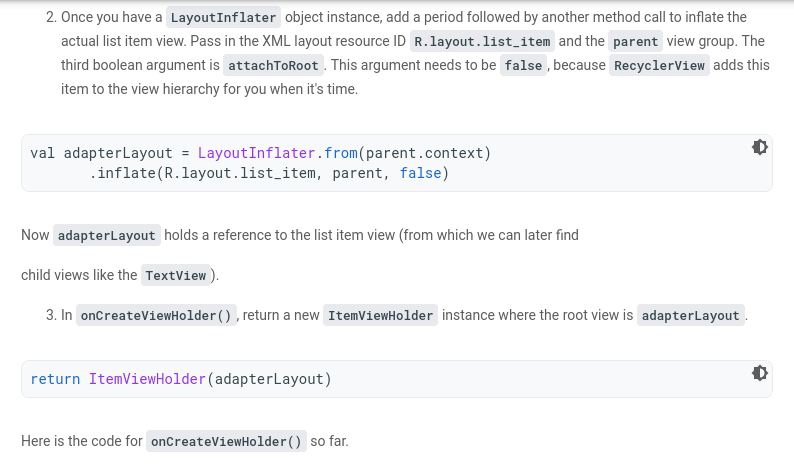 2. Once you have a LayoutInflater object instance, add a period followed by another method call to inflate the
actual list item view. Pass in the XML layout resource ID R.layout.list_item and the parent view group. The
third boolean argument is attachToRoot. This argument needs to be false, because RecyclerView adds this
item to the view hierarchy for you when it's time.
val adapterLayout = LayoutInflater.from(parent.context)
.inflate(R.layout.list_item, parent, false)
Now adapterLayout holds a reference to the list item view (from which we can later find
child views like the TextView).
3. In onCreateViewHolder(), return a new ItemViewHolder instance where the root view is adapterLayout.
return ItemViewHolder(adapterLayout)
Here is the code for onCreateViewHolder() so far.